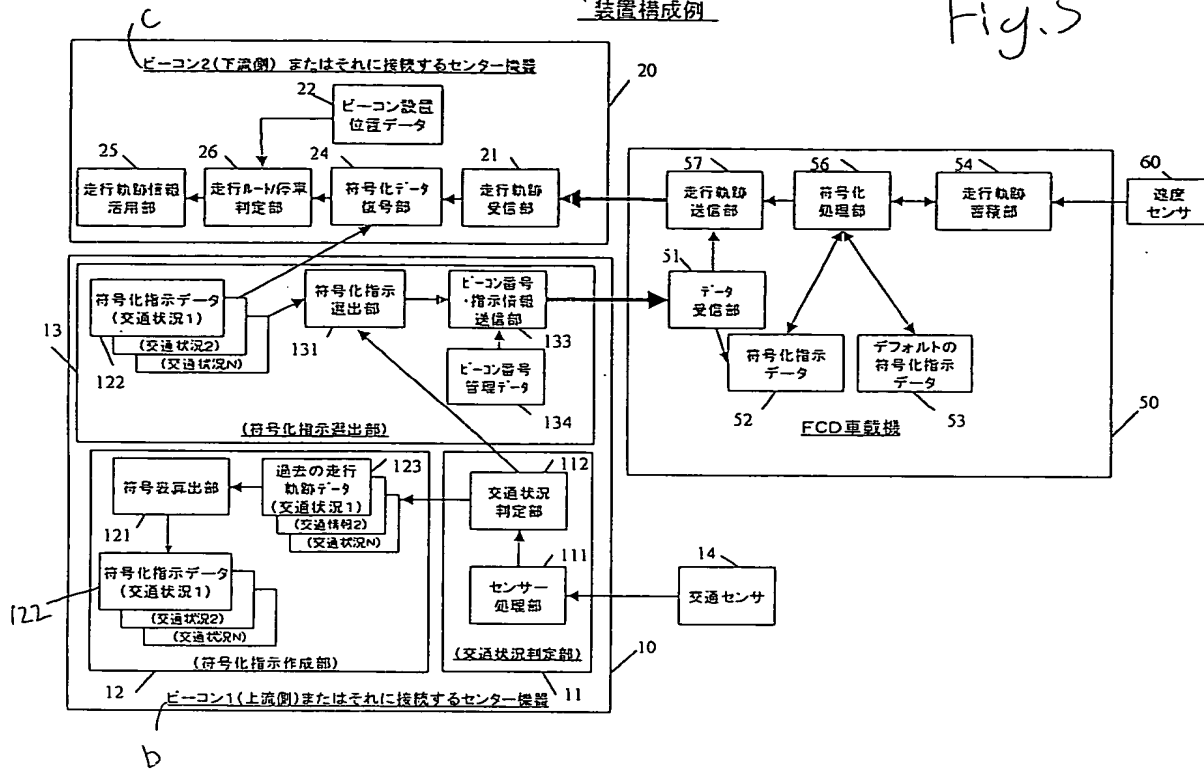 装置構成例
Fig.5
c
ビーコン2(下流側) またはそれに接続するセンター機器
20
22
ビーコン設置
位置データ
25
走行軌跡情報
活用部
26
走行ルート停車
判定部
24
符号化データ
復号部
21
走行軌跡
受信部
57
走行軌跡
送信部
56
符号化
処理部
54
走行軌跡
蓄積部
60
速度
センサ
51
データ
受信部
符号化指示
データ
52
デフォルトの
符号化指示
データ
53
FCD車載機
50
13
符号化指示データ
(交通状況1)
(交通状況2)
(交通状況N)
122
符号化指示
選出部
131
ビーコン番号
・指示情報
送信部
133
ビーコン番号
管理データ
134
(符号化指示選出部)
符号表算出部
121
過去の走行
軌跡データ
(交通状況1)
(交通情報2)
(交通状況N)
123
符号化指示データ
(交通状況1)
(交通状況2)
(交通状況N)
122
(符号化指示作成部)
12
112
交通状況
判定部
111
センサー
処理部
(交通状況判定部)
11
14
交通センサ
10
ビーコン1(上流側)またはそれに接続するセンター機器
b